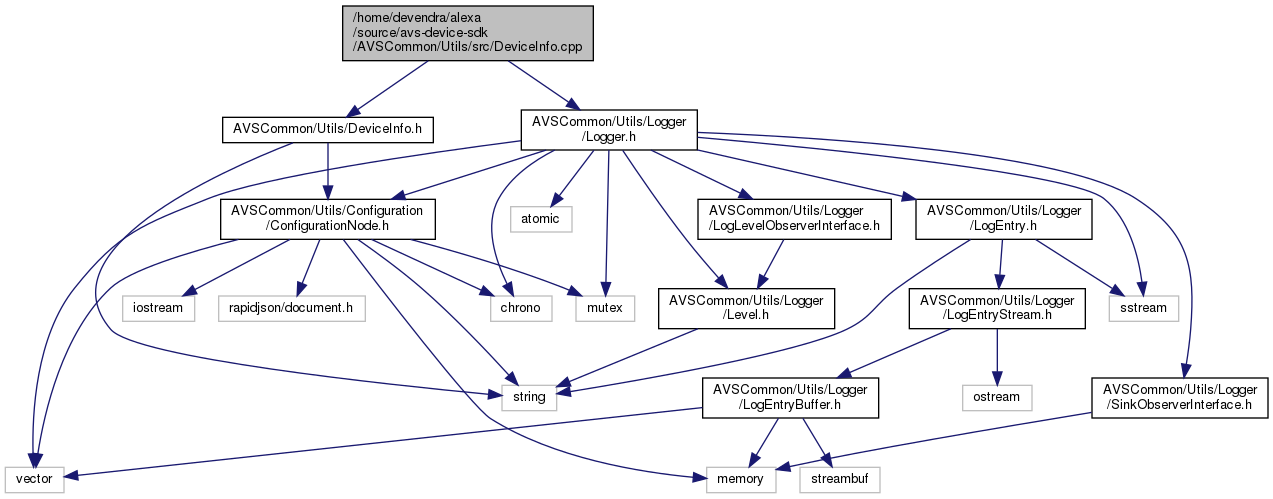 /home/devendra/alexa
/source/avs-device-sdk
/AVSCommon/Utils/src/DeviceInfo.cpp
AVSCommon/Utils/DeviceInfo.h
AVSCommon/Utils/Logger
/Logger.h
AVSCommon/Utils/Configuration
/ConfigurationNode.h
atomic
AVSCommon/Utils/Logger
/LogLevelObserverInterface.h
AVSCommon/Utils/Logger
/LogEntry.h
iostream
rapidjson/document.h
chrono
mutex
AVSCommon/Utils/Logger
/Level.h
AVSCommon/Utils/Logger
/LogEntryStream.h
sstream
string
AVSCommon/Utils/Logger
/LogEntryBuffer.h
ostream
AVSCommon/Utils/Logger
/SinkObserverInterface.h
vector
memory
streambuf